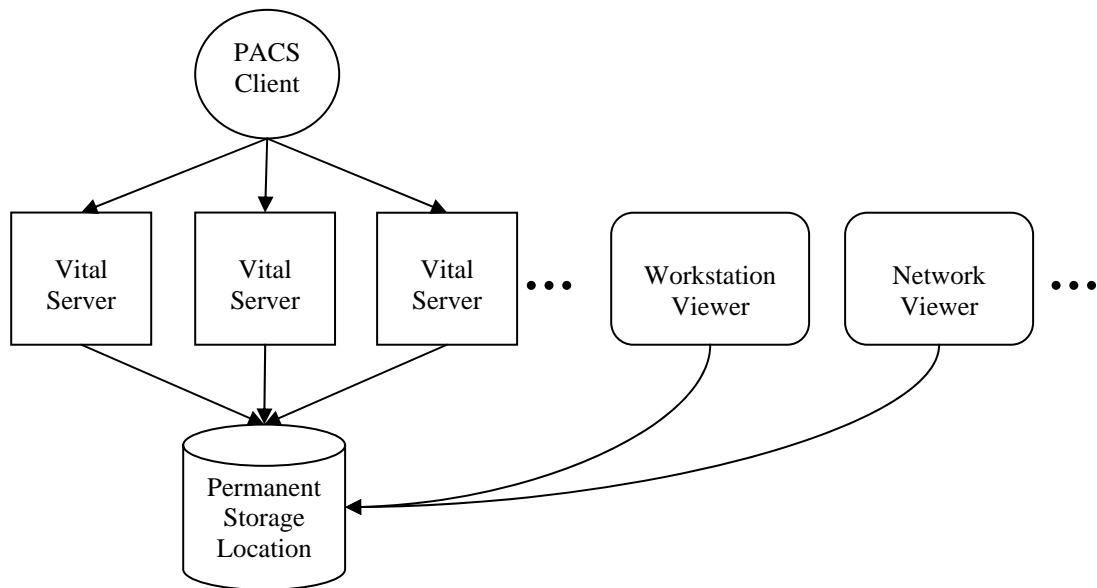 PACS
Client
Vital
Server
Vital
Server
Vital
Server
Workstation
Viewer
Network
Viewer
Permanent
Storage
Location